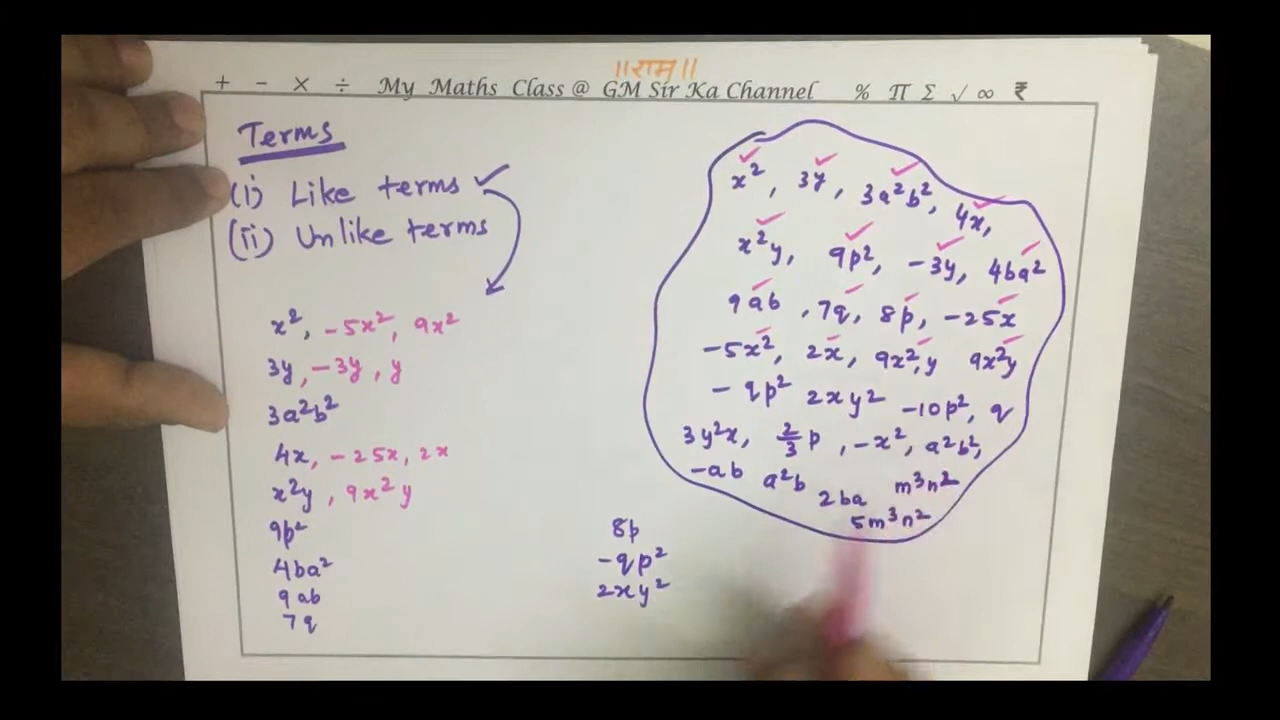 ॥राम॥
+ - × ÷ My Maths Class @ GM Sir Ka Channel % Π Σ √ ∞ ₹
Terms
(i) Like terms ✓
(ii) Unlike terms
x², -5x², 9x²
3y, -3y, y
3a²b²
4x, -25x, 2x
x²y, 9x²y
9p²
4ba²
9ab
7q
8p
-qp²
2xy²
x², 3y, 3a²b², 4x,
x²y, 9p², -3y, 4ba²
9ab, 7q, 8p, -25x
-5x², 2x, 9x², y 9x²y
-qp² 2xy² -10p², q
3y²x, 2/3 p, -x², a²b²,
-ab a²b 2ba m³n²
5m³n²